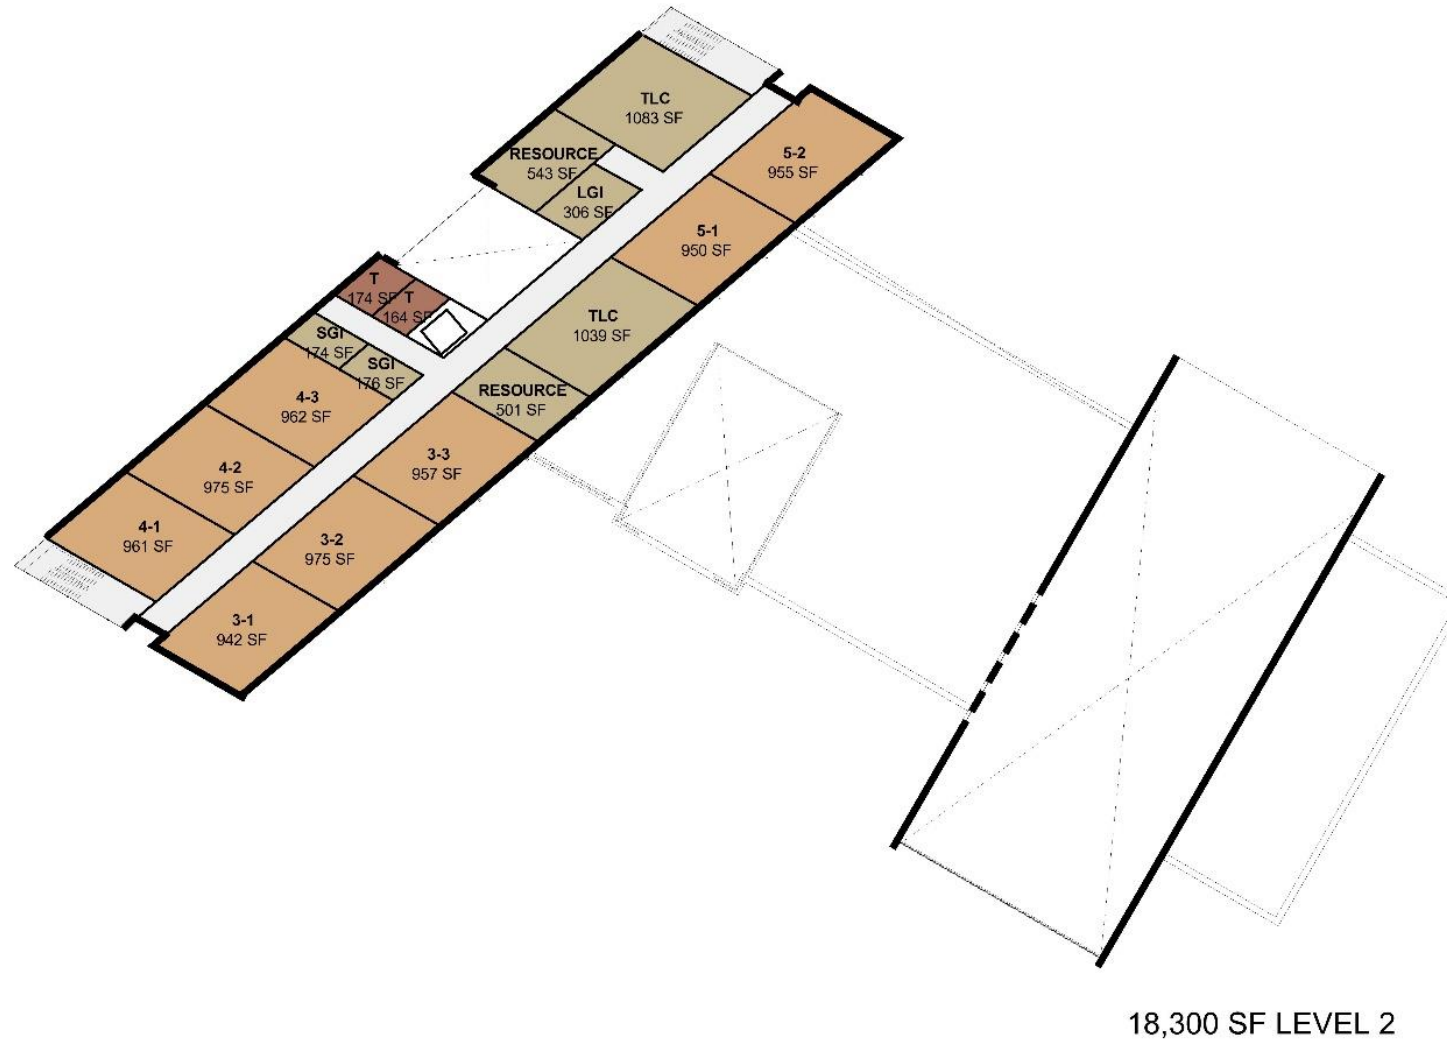 TLC
1083 SF
RESOURCE
543 SF
LGI
306 SF
5-2
955 SF
5-1
950 SF
T
174 SF
T
164 SF
SGI
174 SF
SGI
176 SF
TLC
1039 SF
RESOURCE
501 SF
4-3
962 SF
4-2
975 SF
4-1
961 SF
3-3
957 SF
3-2
975 SF
3-1
942 SF
18,300 SF LEVEL 2